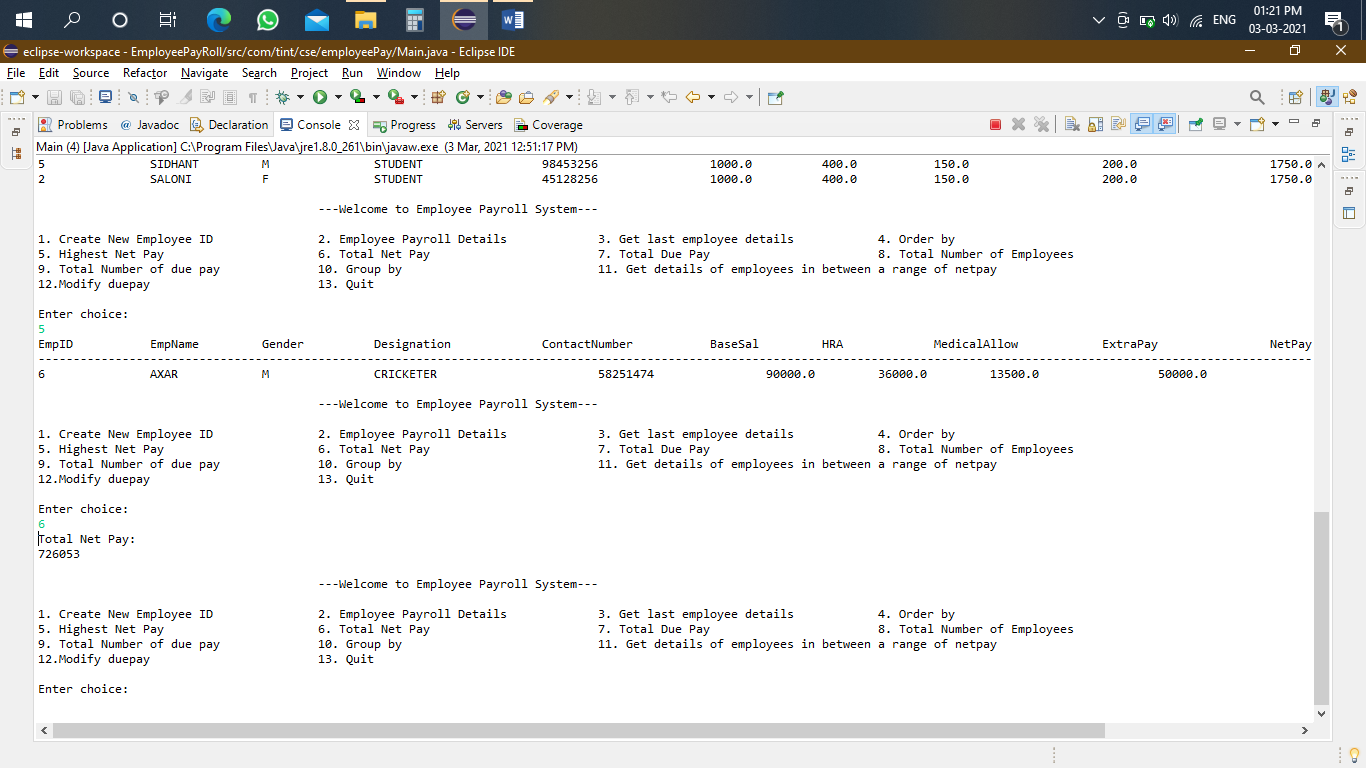 ENG
01:21 PM
03-03-2021
1
eclipse-workspace - EmployeePayRoll/src/com/tint/cse/employeePay/Main.java - Eclipse IDE
File Edit Source Refactor Navigate Search Project Run Window Help
Problems @ Javadoc Declaration Console Progress Servers Coverage
Main (4) [Java Application] C:\Program Files\Java\jre1.8.0_261\bin\javaw.exe (3 Mar, 2021 12:51:17 PM)
5 SIDHANT M STUDENT 98453256 1000.0 400.0 150.0 200.0 1750.0
2 SALONI F STUDENT 45128256 1000.0 400.0 150.0 200.0 1750.0
---Welcome to Employee Payroll System---
1. Create New Employee ID 2. Employee Payroll Details 3. Get last employee details 4. Order by
5. Highest Net Pay 6. Total Net Pay 7. Total Due Pay 8. Total Number of Employees
9. Total Number of due pay 10. Group by 11. Get details of employees in between a range of netpay
12.Modify duepay 13. Quit
Enter choice:
5
EmpID EmpName Gender Designation ContactNumber BaseSal HRA MedicalAllow ExtraPay NetPay
6 AXAR M CRICKETER 58251474 90000.0 36000.0 13500.0 50000.0
---Welcome to Employee Payroll System---
1. Create New Employee ID 2. Employee Payroll Details 3. Get last employee details 4. Order by
5. Highest Net Pay 6. Total Net Pay 7. Total Due Pay 8. Total Number of Employees
9. Total Number of due pay 10. Group by 11. Get details of employees in between a range of netpay
12.Modify duepay 13. Quit
Enter choice:
6
Total Net Pay:
726053
---Welcome to Employee Payroll System---
1. Create New Employee ID 2. Employee Payroll Details 3. Get last employee details 4. Order by
5. Highest Net Pay 6. Total Net Pay 7. Total Due Pay 8. Total Number of Employees
9. Total Number of due pay 10. Group by 11. Get details of employees in between a range of netpay
12.Modify duepay 13. Quit
Enter choice: